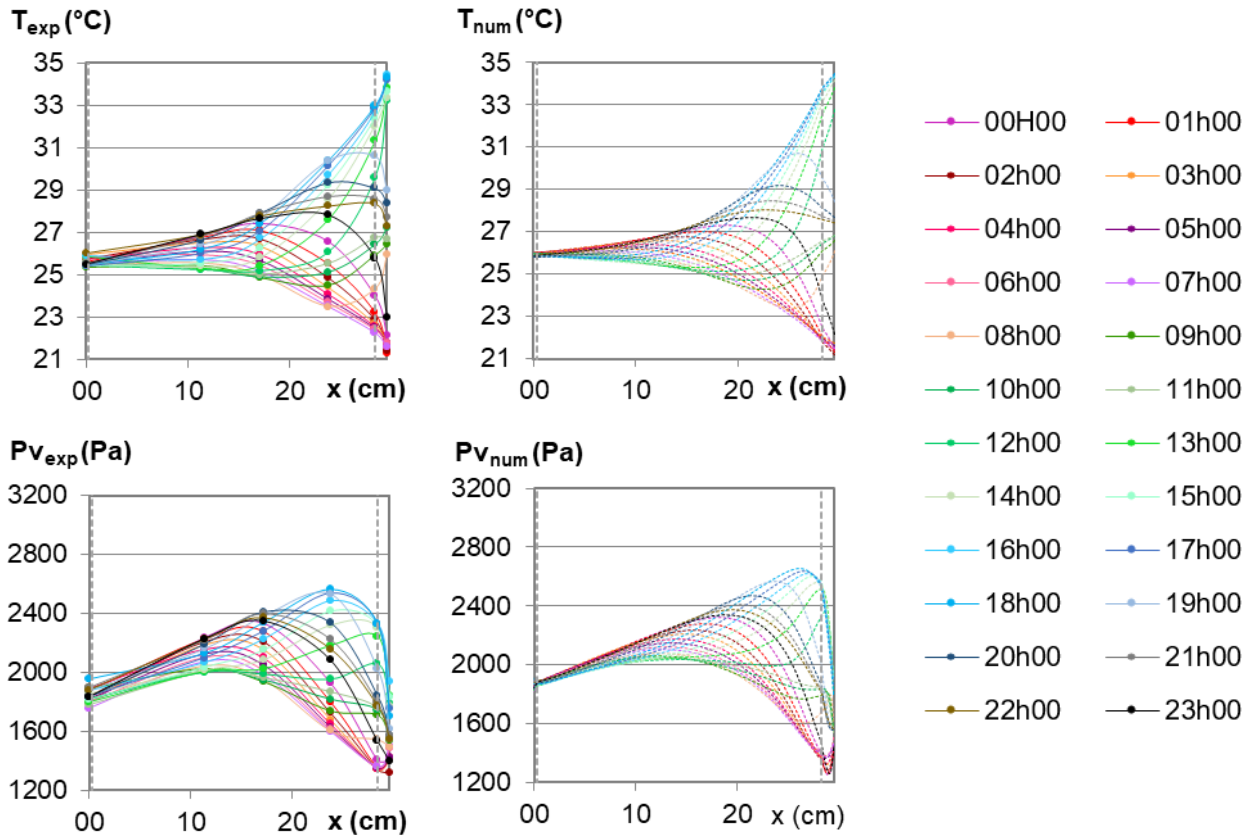 Texp (°C)
Tnum (°C)
35
33
31
29
27
25
23
21
00
10
20
x (cm)
35
33
31
29
27
25
23
21
00
10
20
x (cm)
Pvexp (Pa)
Pvnum (Pa)
3200
2800
2400
2000
1600
1200
00
10
20
x (cm)
3200
2800
2400
2000
1600
1200
00
10
20
x (cm)
00H00 01h00
02h00 03h00
04h00 05h00
06h00 07h00
08h00 09h00
10h00 11h00
12h00 13h00
14h00 15h00
16h00 17h00
18h00 19h00
20h00 21h00
22h00 23h00